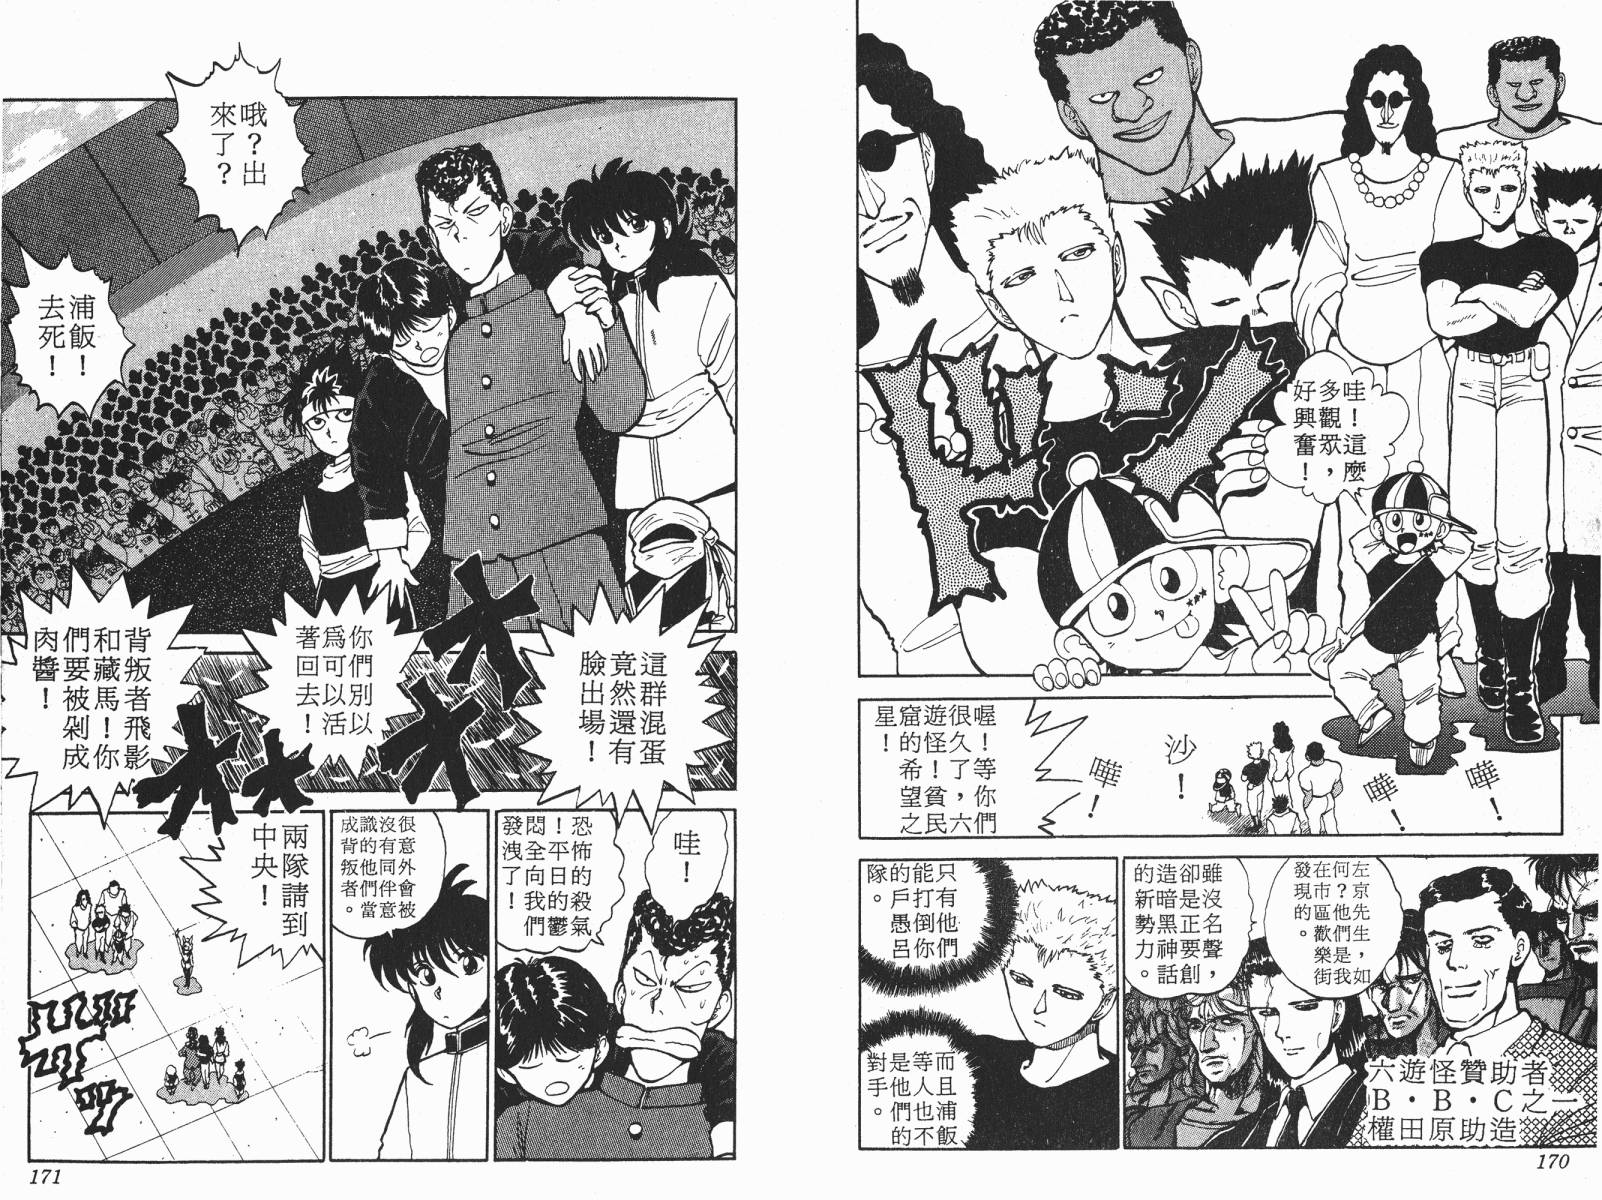 哇！這麼
多觀眾，
好興奮！
喔！等你們
很久了，六
遊怪！貧民
窟的希望之
星！
嘩！
沙！
嘩！
嘩！
左京先生，如
何？他們是我
在市區歡樂街
發現的。
雖沒名聲，
卻是正要創
造暗黑神話
的新勢力。
六遊怪贊助者
B・B・C之一
權田原助造
只有他們
能打倒你
的戶愚呂
隊。
而且浦飯
等人也不
是他們的
對手。
170
哦？出
來了？
浦飯！
去死！
這群混蛋
竟然還有
臉出場！
你們別以
爲可以活
著回去！
背叛者飛影
和藏馬！你
們要被剁成
肉醬！
哇！
恐怖的殺氣
！平日的鬱
悶全向我們
發洩了！
很意外會被
沒有同伴意
識的他們當
成背叛者。
兩隊請到
中央！
171